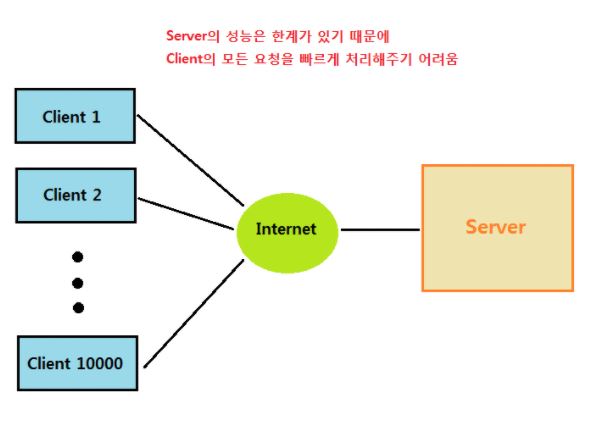 Server의 성능은 한계가 있기 때문에
Client의 모든 요청을 빠르게 처리해주기 어려움
Client 1
Client 2
Internet
Server
Client 10000